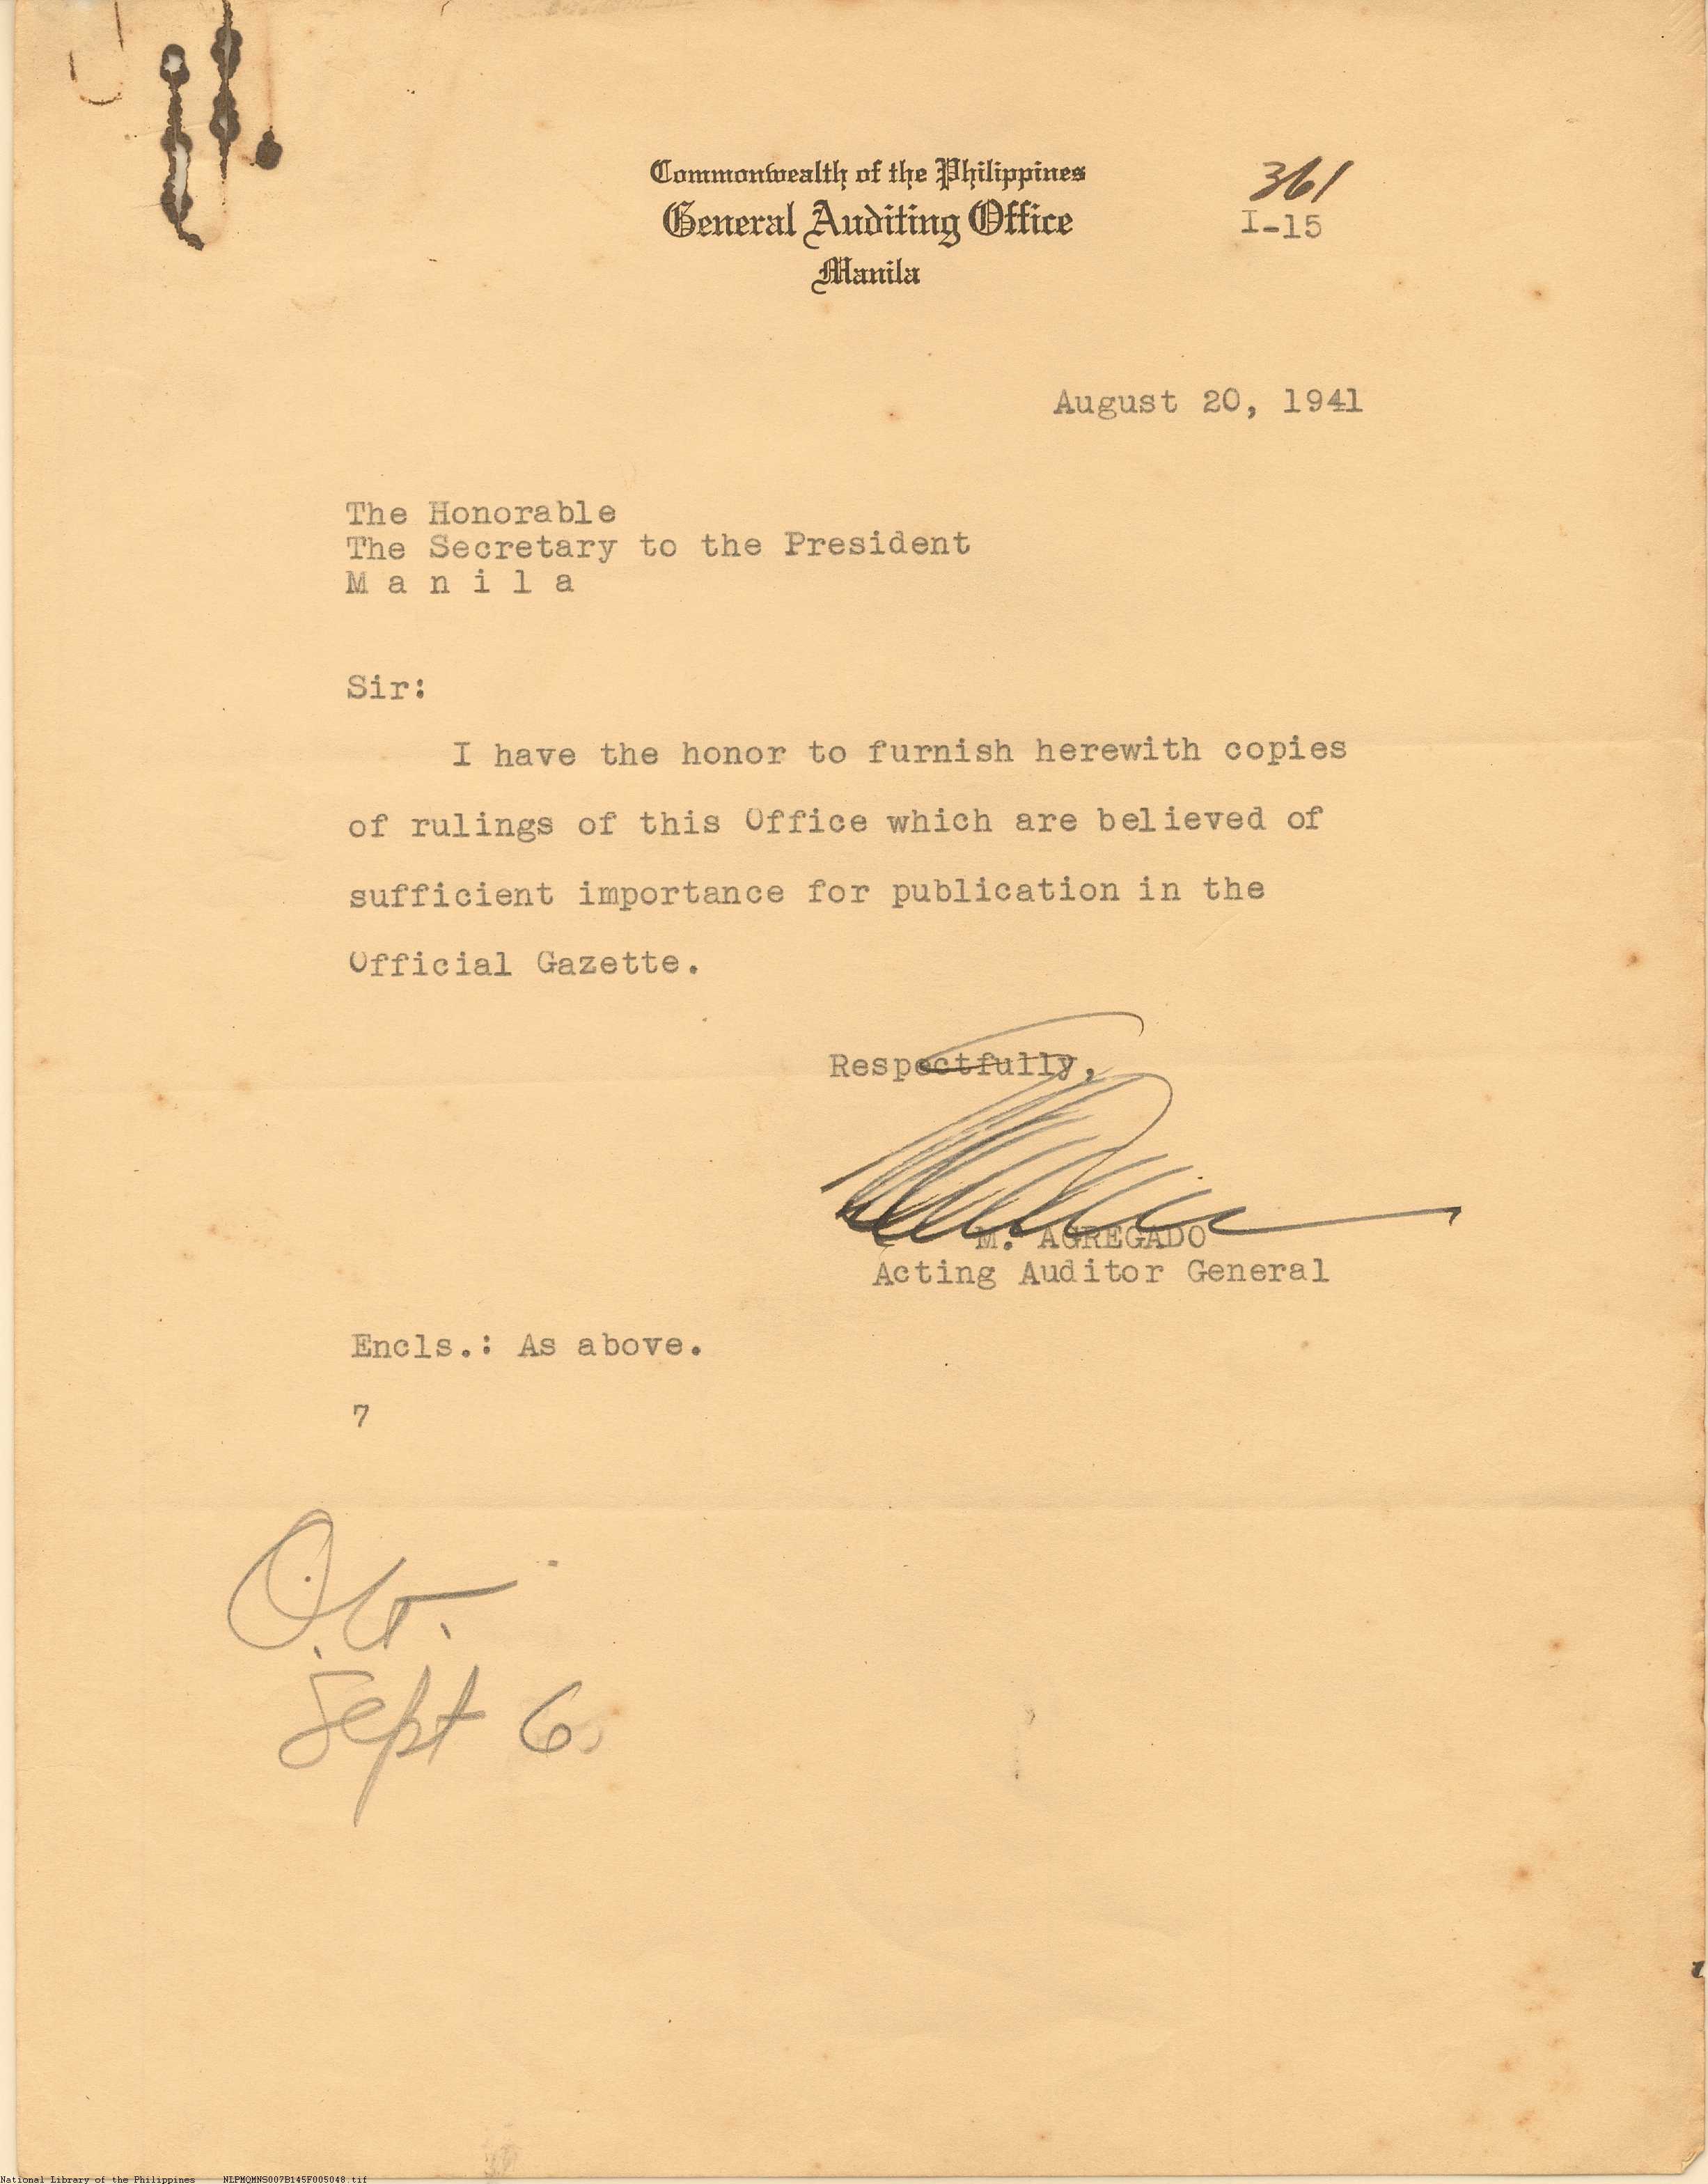 Commonwealth of the Philippines
General Auditing Office
Manila
361
I-15
August 20, 1941
The Honorable
The Secretary to the President
M a n i l a
Sir:
I have the honor to furnish herewith copies
of rulings of this Office which are believed of
sufficient importance for publication in the
Official Gazette.
Respectfully,
M. AGREGADO
Acting Auditor General
Encls.: As above.
7
Sept 6
National Library of the Philippines NLPMQMNS007B145F005048.tif